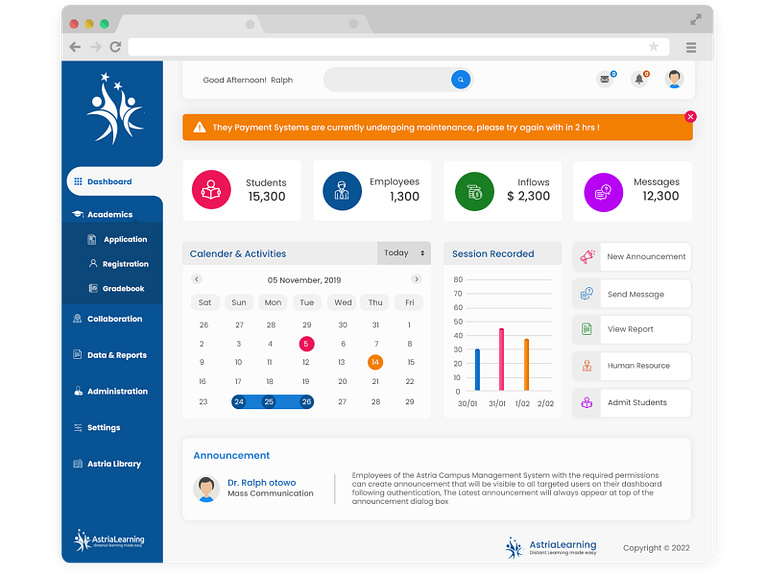 Good Afternoon! Ralph
0
0
They Payment Systems are currently undergoing maintenance, please try again with in 2 hrs !
Dashboard
Academics
Application
Registration
Gradebook
Collaboration
Data & Reports
Administration
Settings
Astria Library
AstriaLearning
distance learning made easy
Students
15,300
Employees
1,300
Inflows
$ 2,300
Messages
12,300
Calender & Activities
Today
05 November, 2019
Sat Sun Mon Tue Wed Thu Fri
26 27 28 29 30 31 1
2 3 4 5 6 7 8
9 10 11 12 13 14 15
16 17 18 19 20 21 22
23 24 25 26 27 28 29
Session Recorded
80
70
60
50
40
30
20
10
0
30/01 31/01 1/02 2/02
New Announcement
Send Message
View Report
Human Resource
Admit Students
Announcement
Dr. Ralph otowo
Mass Communication
Employees of the Astria Campus Management System with the required permissions
can create announcement that will be visible to all targeted users on their dashboard
following authentication, The Latest announcement will always appear at top of the
announcement dialog box
AstriaLearning
Distant Learning made easy
Copyright © 2022